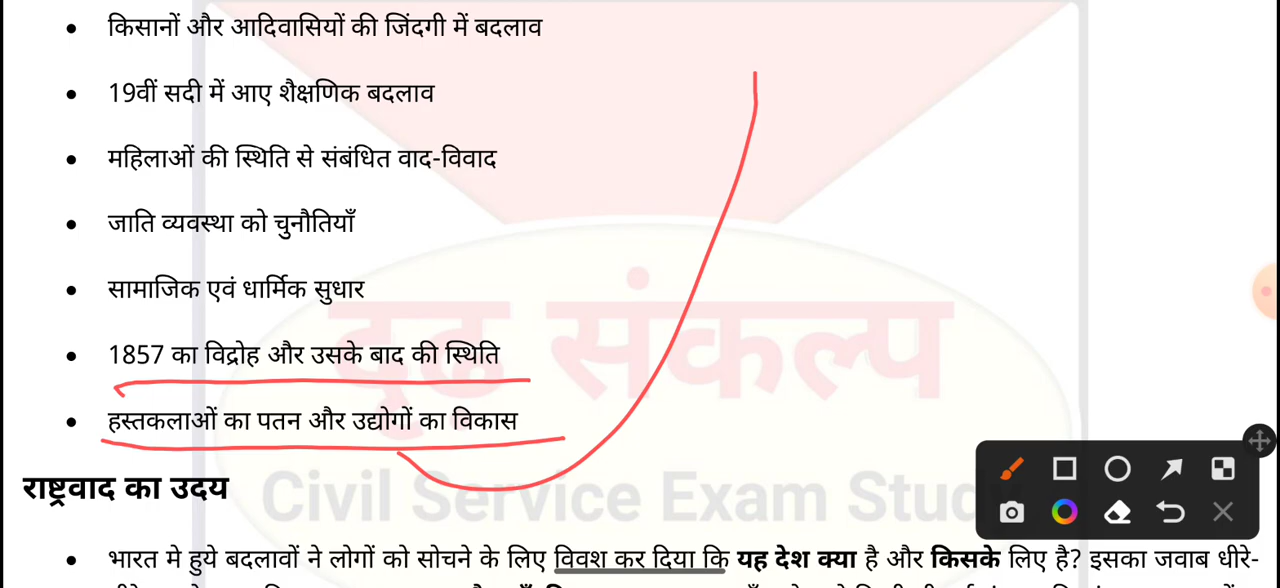 किसानों और आदिवासियों की जिंदगी में बदलाव
19वीं सदी में आए शैक्षणिक बदलाव
महिलाओं की स्थिति से संबंधित वाद-विवाद
जाति व्यवस्था को चुनौतियाँ
सामाजिक एवं धार्मिक सुधार
दृढ संकल्प
1857 का विद्रोह और उसके बाद की स्थिति
हस्तकलाओं का पतन और उद्योगों का विकास
राष्ट्रवाद का उदय
Civil Service Exam
भारत मे हुये बदलावों ने लोगों को सोचने के लिए विवश कर दिया कि यह देश क्या है और किसके लिए है? इसका जवाब धीरे-